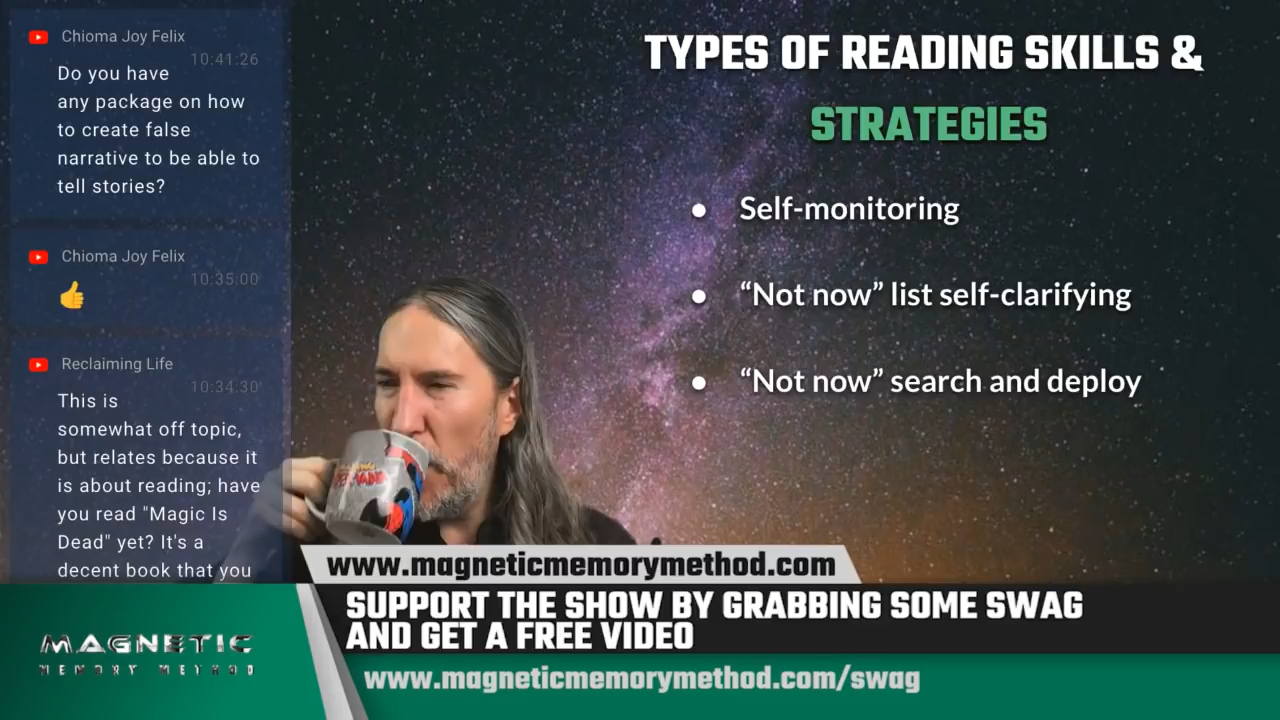 Chioma Joy Felix
10:41:26
Do you have
any package on how
to create false
narrative to be able to
tell stories?
Chioma Joy Felix
10:35:00
👍
Reclaiming Life
10:34:30
This is
somewhat off topic,
but relates because it
is about reading; have
you read "Magic Is
Dead" yet? It's a
decent book that you
TYPES OF READING SKILLS &
STRATEGIES
● Self-monitoring
● “Not now” list self-clarifying
● “Not now” search and deploy
www.magneticmemorymethod.com
SUPPORT THE SHOW BY GRABBING SOME SWAG
AND GET A FREE VIDEO
www.magneticmemorymethod.com/swag
MAGNETIC
MEMORY METHOD